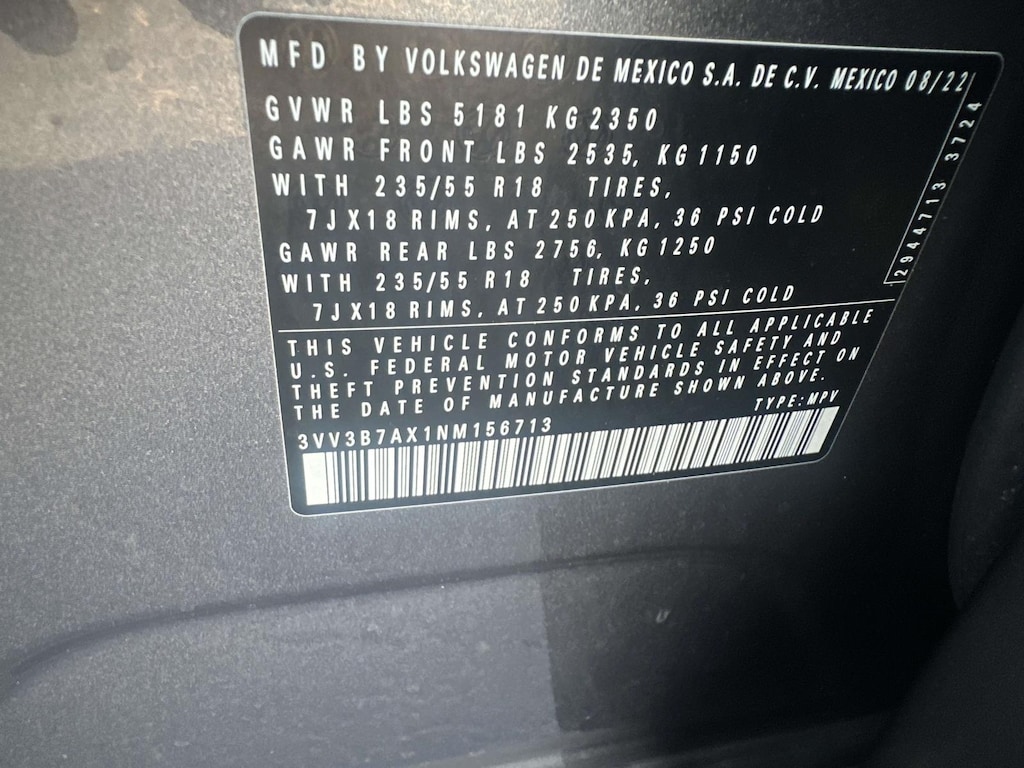 MFD BY VOLKSWAGEN DE MEXICO S.A. DE C.V. MEXICO 08/22
GVWR LBS 5181 KG 2350
GAWR FRONT LBS 2535, KG 1150
WITH 235/55 R18 TIRES,
7JX18 RIMS, AT 250 KPA, 36 PSI COLD
GAWR REAR LBS 2756, KG 1250
WITH 235/55 R18 TIRES,
7JX18 RIMS, AT 250 KPA, 36 PSI COLD
2944713 3724
THIS VEHICLE CONFORMS TO ALL APPLICABLE
U.S. FEDERAL MOTOR VEHICLE SAFETY AND
THEFT PREVENTION STANDARDS IN EFFECT ON
THE DATE OF MANUFACTURE SHOWN ABOVE.
TYPE: MPV
3VV3B7AX1NM156713